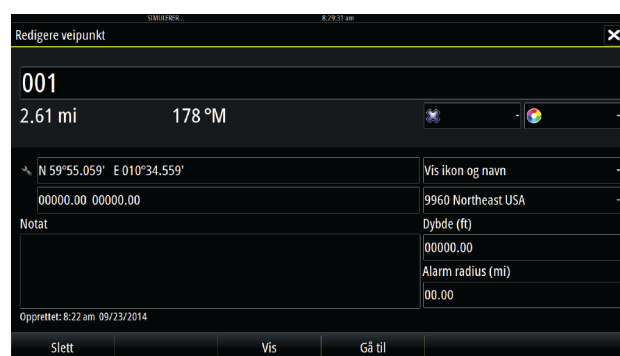 SIMULERER... 8:29:31 am
Redigere veipunkt
001
2.61 mi 178 °M
N 59°55.059' E 010°34.559' Vis ikon og navn
00000.00 00000.00 9960 Northeast USA
Notat Dybde (ft)
00000.00
Alarm radius (mi)
00.00
Opprettet: 8:22 am 09/23/2014
Slett Vis Gå til